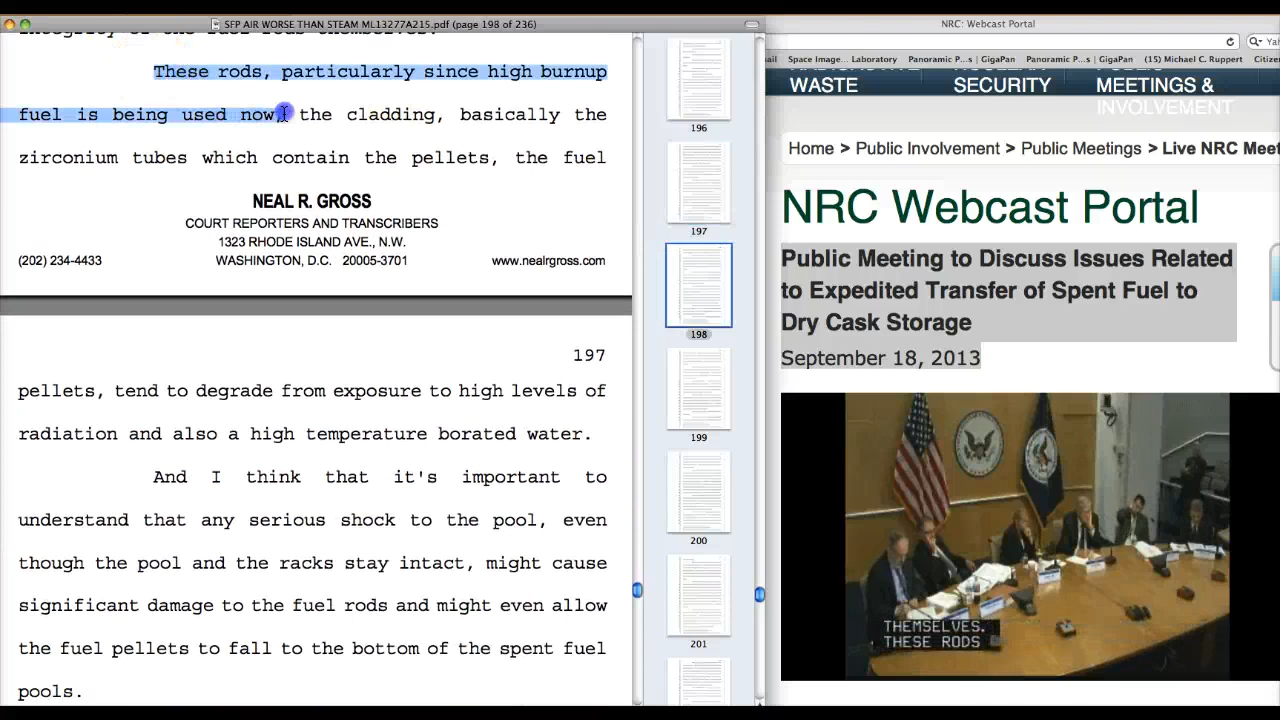 SFP AIR WORSE THAN STEAM ML13277A215.pdf (page 198 of 236)
integrity of the fuel rods themselves.
These rods, particularly since high burnup
fuel is being used now, the cladding, basically the
zirconium tubes which contain the pellets, the fuel
NEAL R. GROSS
COURT REPORTERS AND TRANSCRIBERS
1323 RHODE ISLAND AVE., N.W.
(202) 234-4433 WASHINGTON, D.C. 20005-3701 www.nealrgross.com
197
pellets, tend to degrade from exposure to high levels of
radiation and also a high temperature borated water.
And I think that it's important to
understand that any serious shock to the pool, even
though the pool and the racks stay intact, might cause
significant damage to the fuel rods and might even allow
the fuel pellets to fall to the bottom of the spent fuel
pools.
196
197
198
199
200
201
NRC: Webcast Portal
Space Image... Laboratory Panoramic P...| GigaPan Panoramic P...| GigaPan (15) Michael C. Ruppert Citize
WASTE SECURITY MEETINGS &
INVOLVEMENT
Home > Public Involvement > Public Meetings > Live NRC Meet
NRC Webcast Portal
Public Meeting to Discuss Issues Related
to Expedited Transfer of Spent Fuel to
Dry Cask Storage
September 18, 2013
THEMSELVES.
THESE RODS